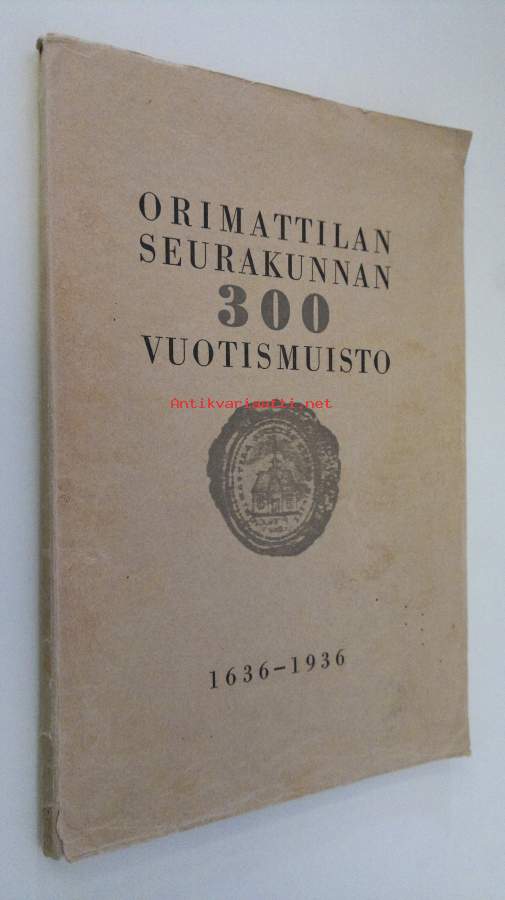 ORIMATTILAN
SEURAKUNNAN
300
VUOTISMUISTO
Antikvariaatti.net
1636-1936